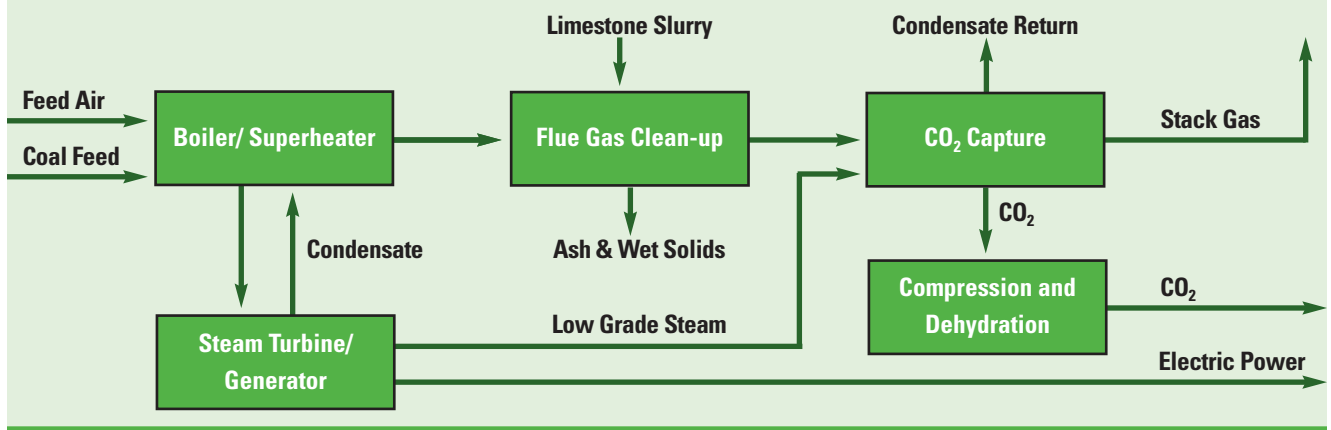 Limestone Slurry
Condensate Return
Feed Air
Boiler/ Superheater
Flue Gas Clean-up
CO₂ Capture
Stack Gas
Coal Feed
CO₂
Condensate
Ash & Wet Solids
Compression and
Dehydration
CO₂
Low Grade Steam
Steam Turbine/
Generator
Electric Power